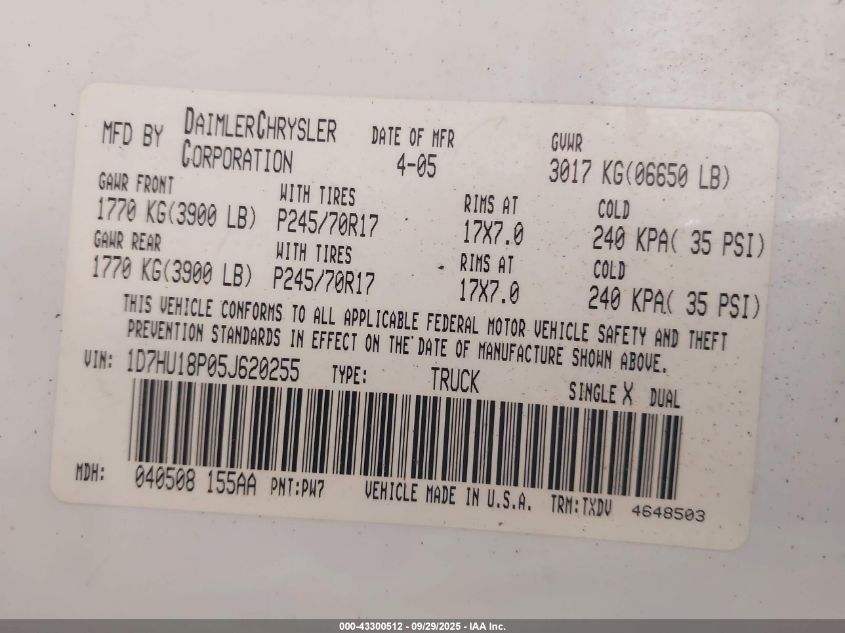 MFD BY DAIMLERCHRYSLER CORPORATION DATE OF MFR 4-05 GVWR 3017 KG(06650 LB)
GAWR FRONT WITH TIRES RIMS AT COLD
1770 KG(3900 LB) P245/70R17 17X7.0 240 KPA( 35 PSI)
GAWR REAR WITH TIRES RIMS AT COLD
1770 KG(3900 LB) P245/70R17 17X7.0 240 KPA( 35 PSI)
THIS VEHICLE CONFORMS TO ALL APPLICABLE FEDERAL MOTOR VEHICLE SAFETY AND THEFT
PREVENTION STANDARDS IN EFFECT ON THE DATE OF MANUFACTURE SHOWN ABOVE.
VIN: 1D7HU18P05J620255 TYPE: TRUCK SINGLE X DUAL
MDH: 040508 155AA PNT:PW7 VEHICLE MADE IN U.S.A. TRM:TXDV 4648503
000-43300512 - 09/29/2025 - IAA Inc.